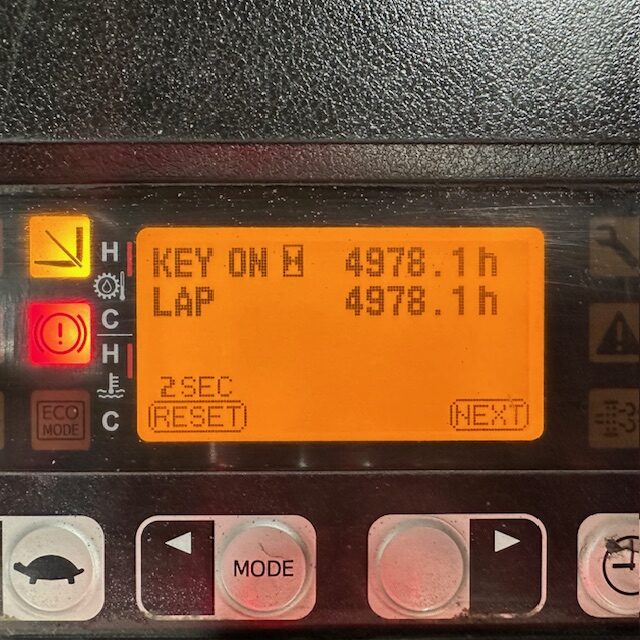 KEY ON 4978.1h
LAP 4978.1h
2SEC
RESET NEXT
H
C
H
C
ECO
MODE
MODE